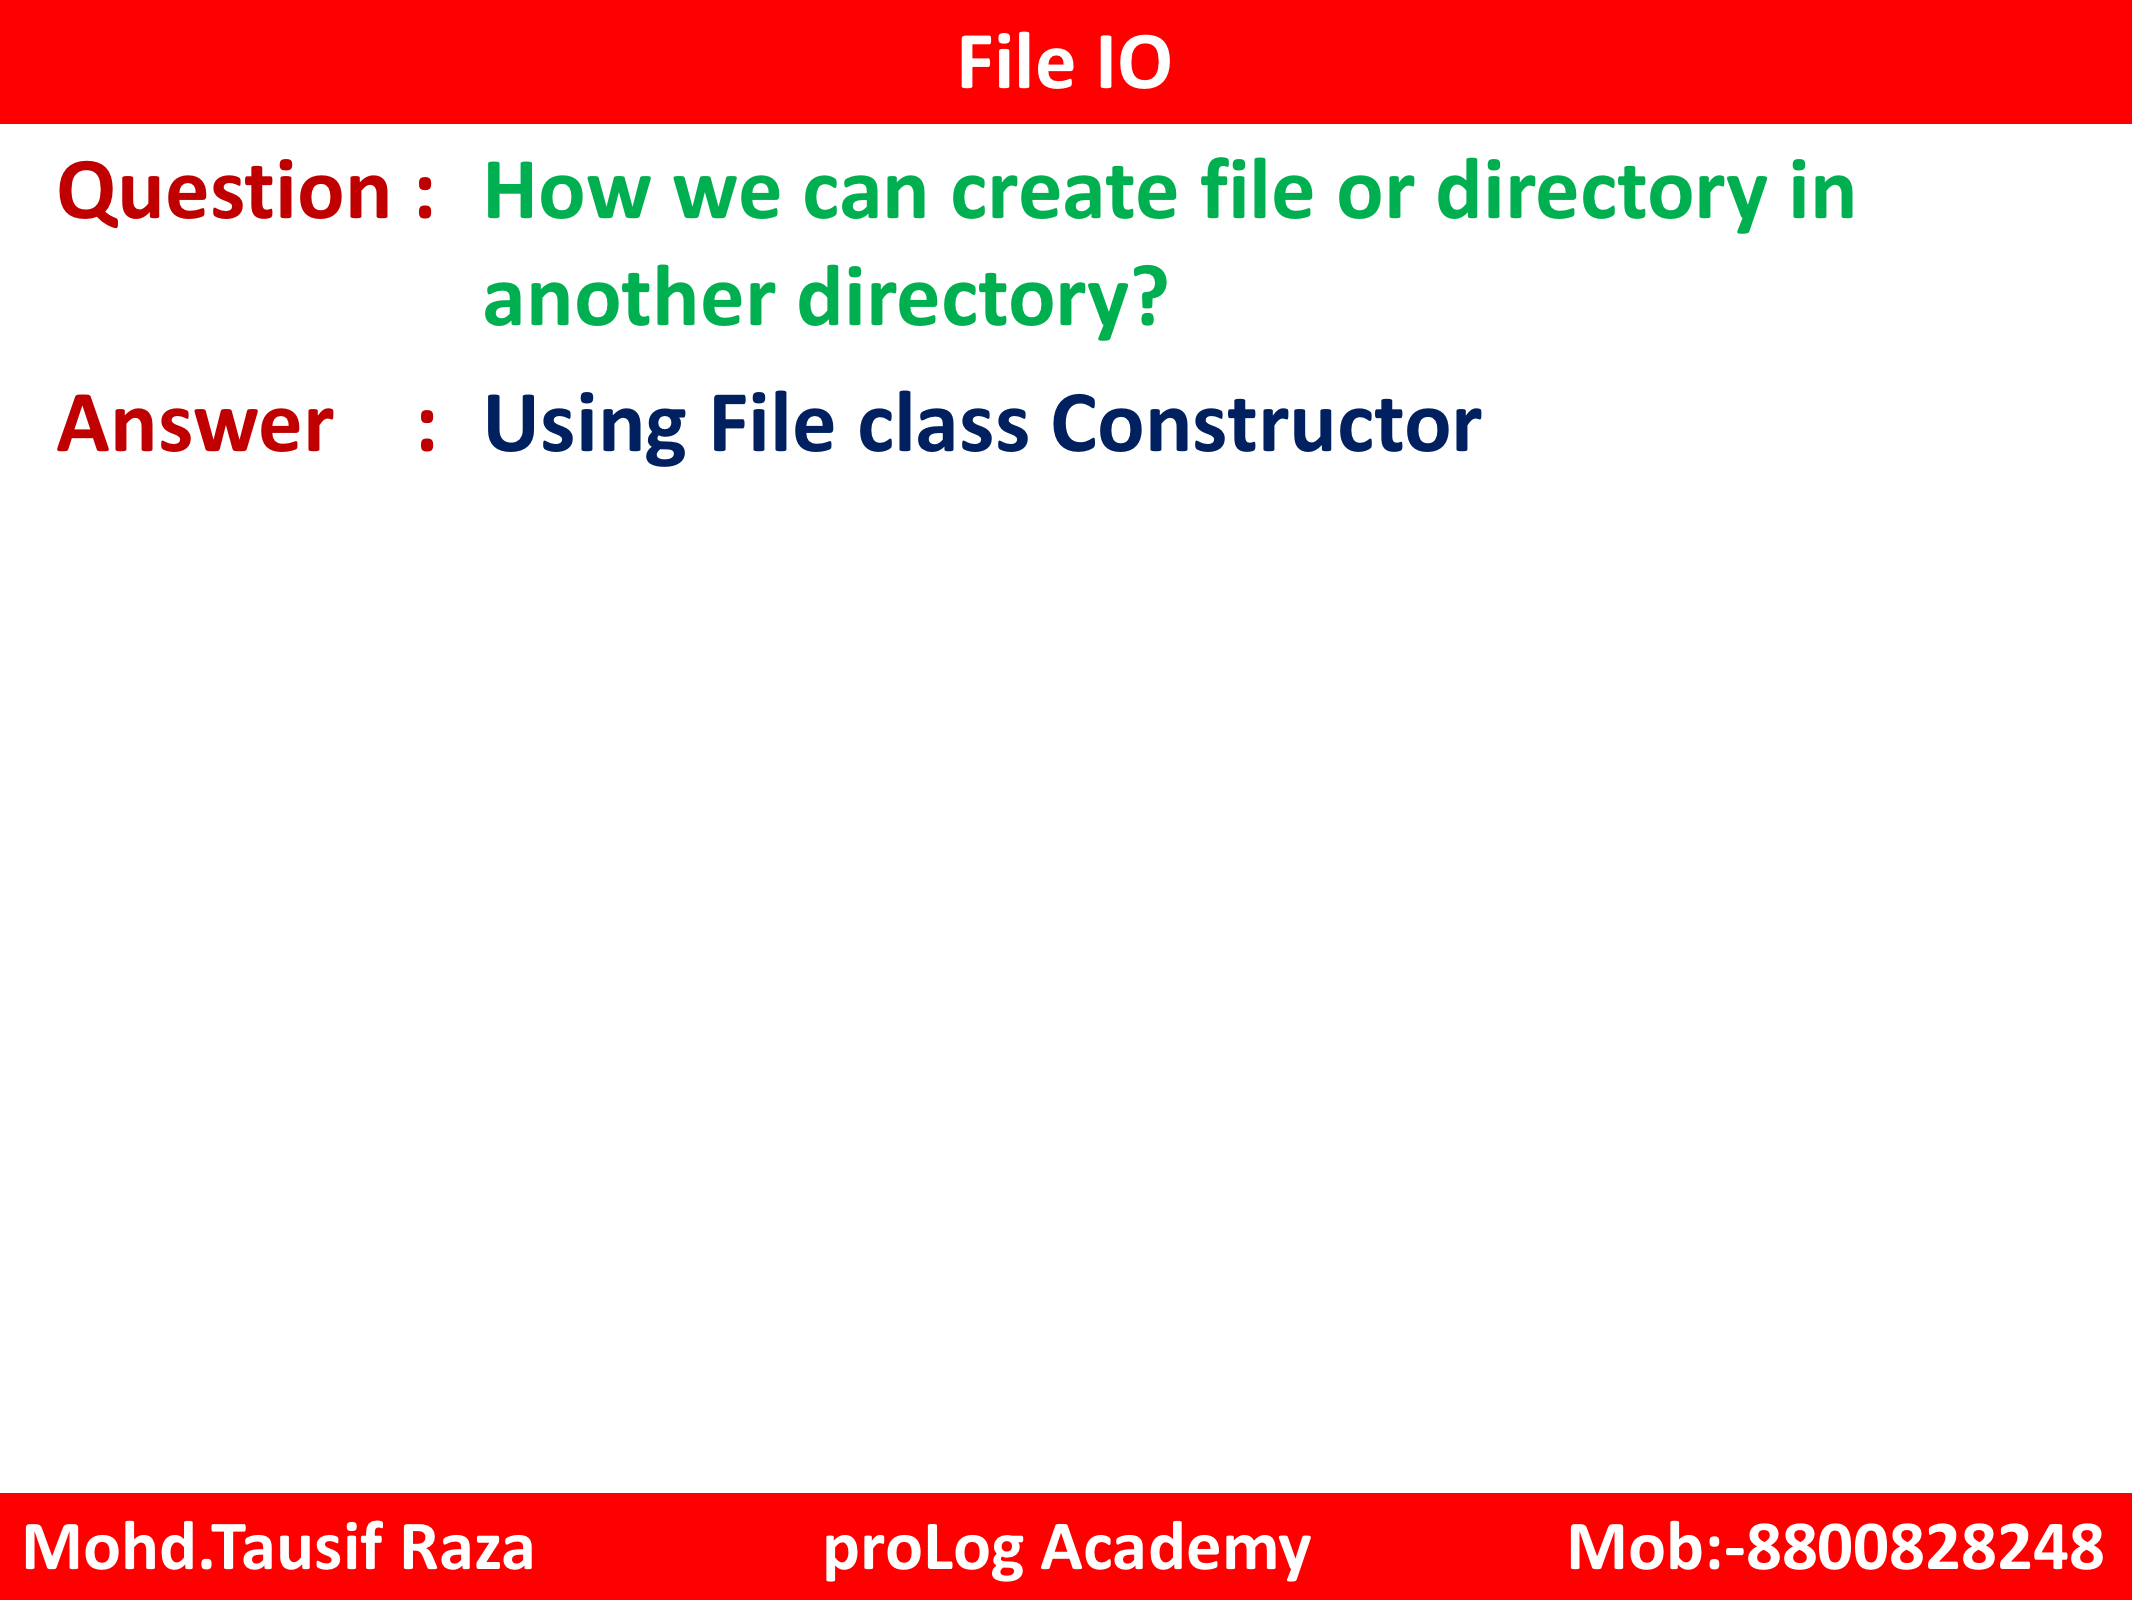 File IO
Question : How we can create file or directory in
another directory?
Answer : Using File class Constructor
Mohd.Tausif Raza proLog Academy Mob:-8800828248